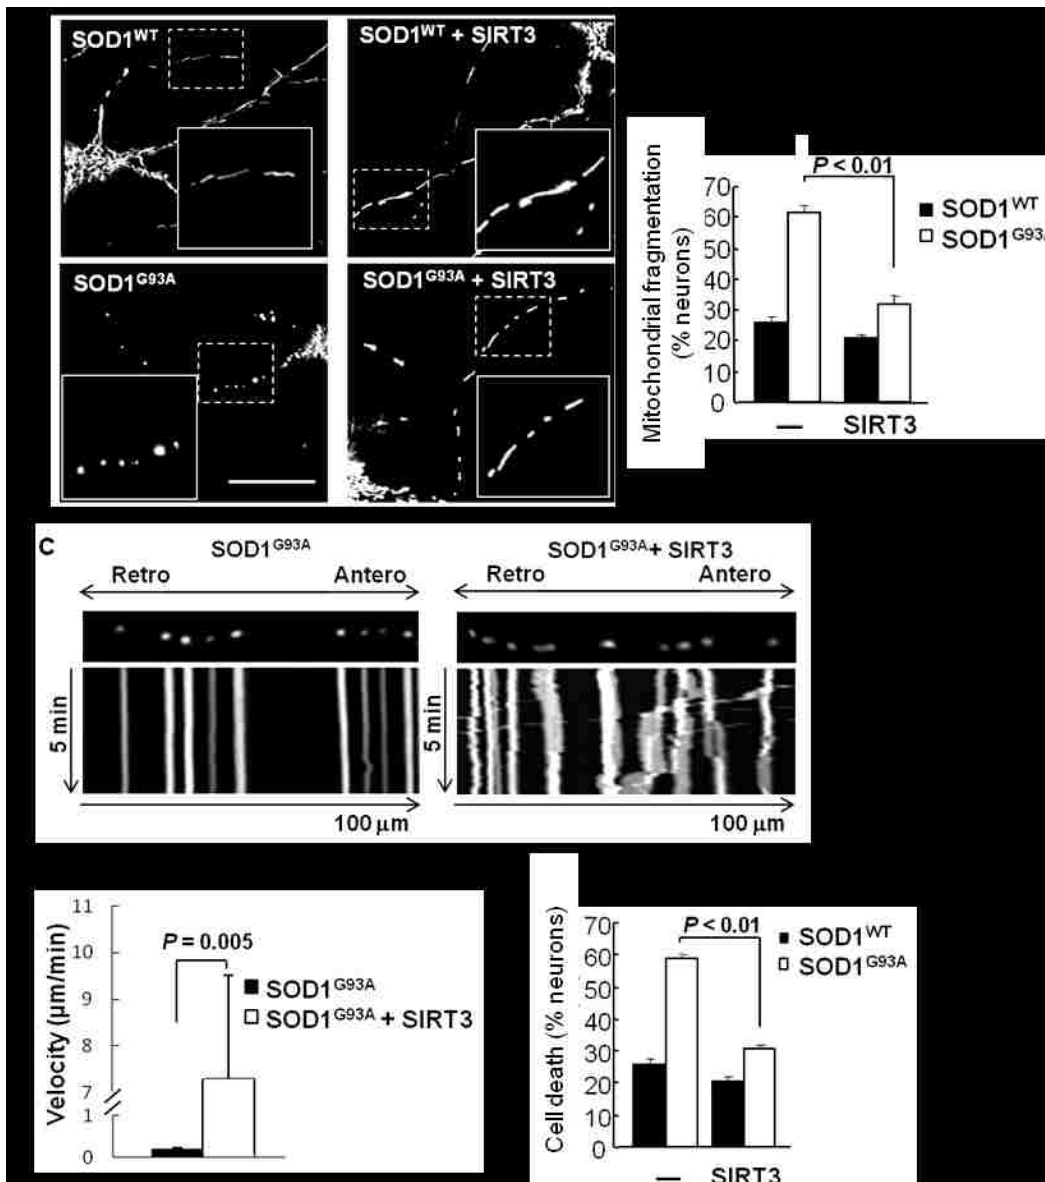 SOD1WT
SOD1WT + SIRT3
SOD1G93A
SOD1G93A + SIRT3
Mitochondrial fragmentation
(% neurons)
P < 0.01
70
60
50
40
30
20
10
0
SOD1WT
SOD1G93A
— SIRT3
C
SOD1G93A
SOD1G93A + SIRT3
Retro Antero
Retro Antero
5 min
5 min
100 µm
100 µm
Velocity (µm/min)
11
10
9
8
7
1
0
P = 0.005
SOD1G93A
SOD1G93A + SIRT3
Cell death (% neurons)
70
60
50
40
30
20
10
0
P < 0.01
SOD1WT
SOD1G93A
— SIRT3